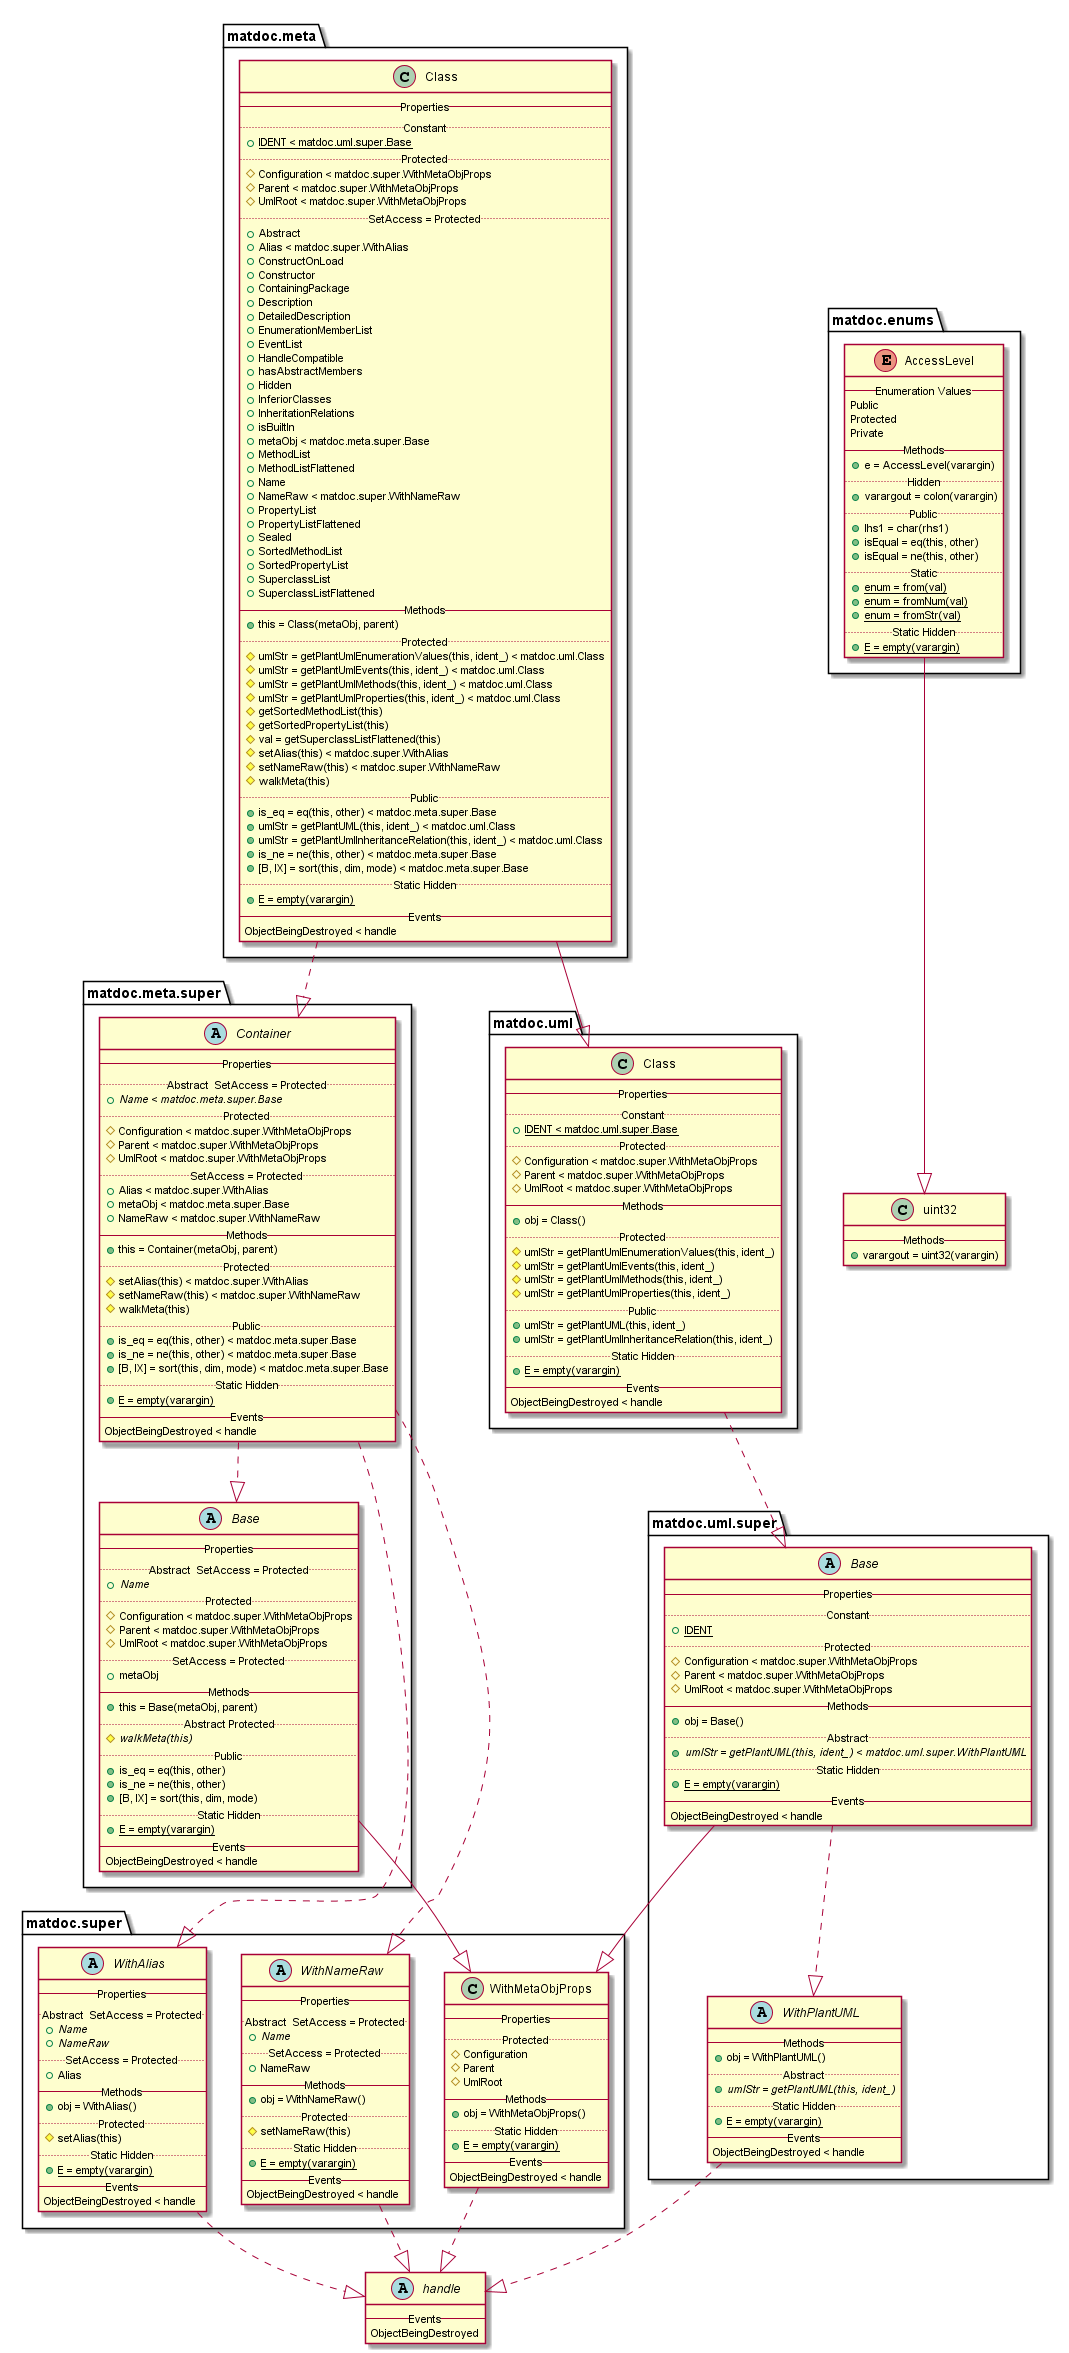 matdoc.meta
C Class
Properties
Constant
IDENT < matdoc.uml.super.Base
Protected
Configuration < matdoc.super.WithMetaObjProps
Parent < matdoc.super.WithMetaObjProps
UmlRoot < matdoc.super.WithMetaObjProps
SetAccess = Protected
Abstract
Alias < matdoc.super.WithAlias
ConstructOnLoad
Constructor
ContainingPackage
Description
DetailedDescription
EnumerationMemberList
EventList
HandleCompatible
hasAbstractMembers
Hidden
InferiorClasses
InheritationRelations
isBuiltIn
metaObj < matdoc.meta.super.Base
MethodList
MethodListFlattened
Name
NameRaw < matdoc.super.WithNameRaw
PropertyList
PropertyListFlattened
Sealed
SortedMethodList
SortedPropertyList
SuperclassList
SuperclassListFlattened
Methods
this = Class(metaObj, parent)
Protected
umlStr = getPlantUmlEnumerationValues(this, ident_) < matdoc.uml.Class
umlStr = getPlantUmlEvents(this, ident_) < matdoc.uml.Class
umlStr = getPlantUmlMethods(this, ident_) < matdoc.uml.Class
umlStr = getPlantUmlProperties(this, ident_) < matdoc.uml.Class
getSortedMethodList(this)
getSortedPropertyList(this)
val = getSuperclassListFlattened(this)
setAlias(this) < matdoc.super.WithAlias
setNameRaw(this) < matdoc.super.WithNameRaw
walkMeta(this)
Public
is_eq = eq(this, other) < matdoc.meta.super.Base
umlStr = getPlantUML(this, ident_) < matdoc.uml.Class
umlStr = getPlantUmlInheritanceRelation(this, ident_) < matdoc.uml.Class
is_ne = ne(this, other) < matdoc.meta.super.Base
[B, IX] = sort(this, dim, mode) < matdoc.meta.super.Base
Static Hidden
E = empty(varargin)
Events
ObjectBeingDestroyed < handle
matdoc.enums
E AccessLevel
Enumeration Values
Public
Protected
Private
Methods
e = AccessLevel(varargin)
Hidden
varargout = colon(varargin)
Public
lhs1 = char(rhs1)
isEqual = eq(this, other)
isEqual = ne(this, other)
Static
enum = from(val)
enum = fromNum(val)
enum = fromStr(val)
Static Hidden
E = empty(varargin)
matdoc.meta.super
A Container
Properties
Abstract SetAccess = Protected
Name < matdoc.meta.super.Base
Protected
Configuration < matdoc.super.WithMetaObjProps
Parent < matdoc.super.WithMetaObjProps
UmlRoot < matdoc.super.WithMetaObjProps
SetAccess = Protected
Alias < matdoc.super.WithAlias
metaObj < matdoc.meta.super.Base
NameRaw < matdoc.super.WithNameRaw
Methods
this = Container(metaObj, parent)
Protected
setAlias(this) < matdoc.super.WithAlias
setNameRaw(this) < matdoc.super.WithNameRaw
walkMeta(this)
Public
is_eq = eq(this, other) < matdoc.meta.super.Base
is_ne = ne(this, other) < matdoc.meta.super.Base
[B, IX] = sort(this, dim, mode) < matdoc.meta.super.Base
Static Hidden
E = empty(varargin)
Events
ObjectBeingDestroyed < handle
matdoc.uml
C Class
Properties
Constant
IDENT < matdoc.uml.super.Base
Protected
Configuration < matdoc.super.WithMetaObjProps
Parent < matdoc.super.WithMetaObjProps
UmlRoot < matdoc.super.WithMetaObjProps
Methods
obj = Class()
Protected
umlStr = getPlantUmlEnumerationValues(this, ident_)
umlStr = getPlantUmlEvents(this, ident_)
umlStr = getPlantUmlMethods(this, ident_)
umlStr = getPlantUmlProperties(this, ident_)
Public
umlStr = getPlantUML(this, ident_)
umlStr = getPlantUmlInheritanceRelation(this, ident_)
Static Hidden
E = empty(varargin)
Events
ObjectBeingDestroyed < handle
C uint32
Methods
varargout = uint32(varargin)
A Base
Properties
Abstract SetAccess = Protected
Name
Protected
Configuration < matdoc.super.WithMetaObjProps
Parent < matdoc.super.WithMetaObjProps
UmlRoot < matdoc.super.WithMetaObjProps
SetAccess = Protected
metaObj
Methods
this = Base(metaObj, parent)
Abstract Protected
walkMeta(this)
Public
is_eq = eq(this, other)
is_ne = ne(this, other)
[B, IX] = sort(this, dim, mode)
Static Hidden
E = empty(varargin)
Events
ObjectBeingDestroyed < handle
matdoc.uml.super
A Base
Properties
Constant
IDENT
Protected
Configuration < matdoc.super.WithMetaObjProps
Parent < matdoc.super.WithMetaObjProps
UmlRoot < matdoc.super.WithMetaObjProps
Methods
obj = Base()
Abstract
umlStr = getPlantUML(this, ident_) < matdoc.uml.super.WithPlantUML
Static Hidden
E = empty(varargin)
Events
ObjectBeingDestroyed < handle
matdoc.super
A WithAlias
Properties
Abstract SetAccess = Protected
Name
NameRaw
SetAccess = Protected
Alias
Methods
obj = WithAlias()
Protected
setAlias(this)
Static Hidden
E = empty(varargin)
Events
ObjectBeingDestroyed < handle
A WithNameRaw
Properties
Abstract SetAccess = Protected
Name
SetAccess = Protected
NameRaw
Methods
obj = WithNameRaw()
Protected
setNameRaw(this)
Static Hidden
E = empty(varargin)
Events
ObjectBeingDestroyed < handle
C WithMetaObjProps
Properties
Protected
Configuration
Parent
UmlRoot
Methods
obj = WithMetaObjProps()
Static Hidden
E = empty(varargin)
Events
ObjectBeingDestroyed < handle
A WithPlantUML
Methods
obj = WithPlantUML()
Abstract
umlStr = getPlantUML(this, ident_)
Static Hidden
E = empty(varargin)
Events
ObjectBeingDestroyed < handle
A handle
Events
ObjectBeingDestroyed